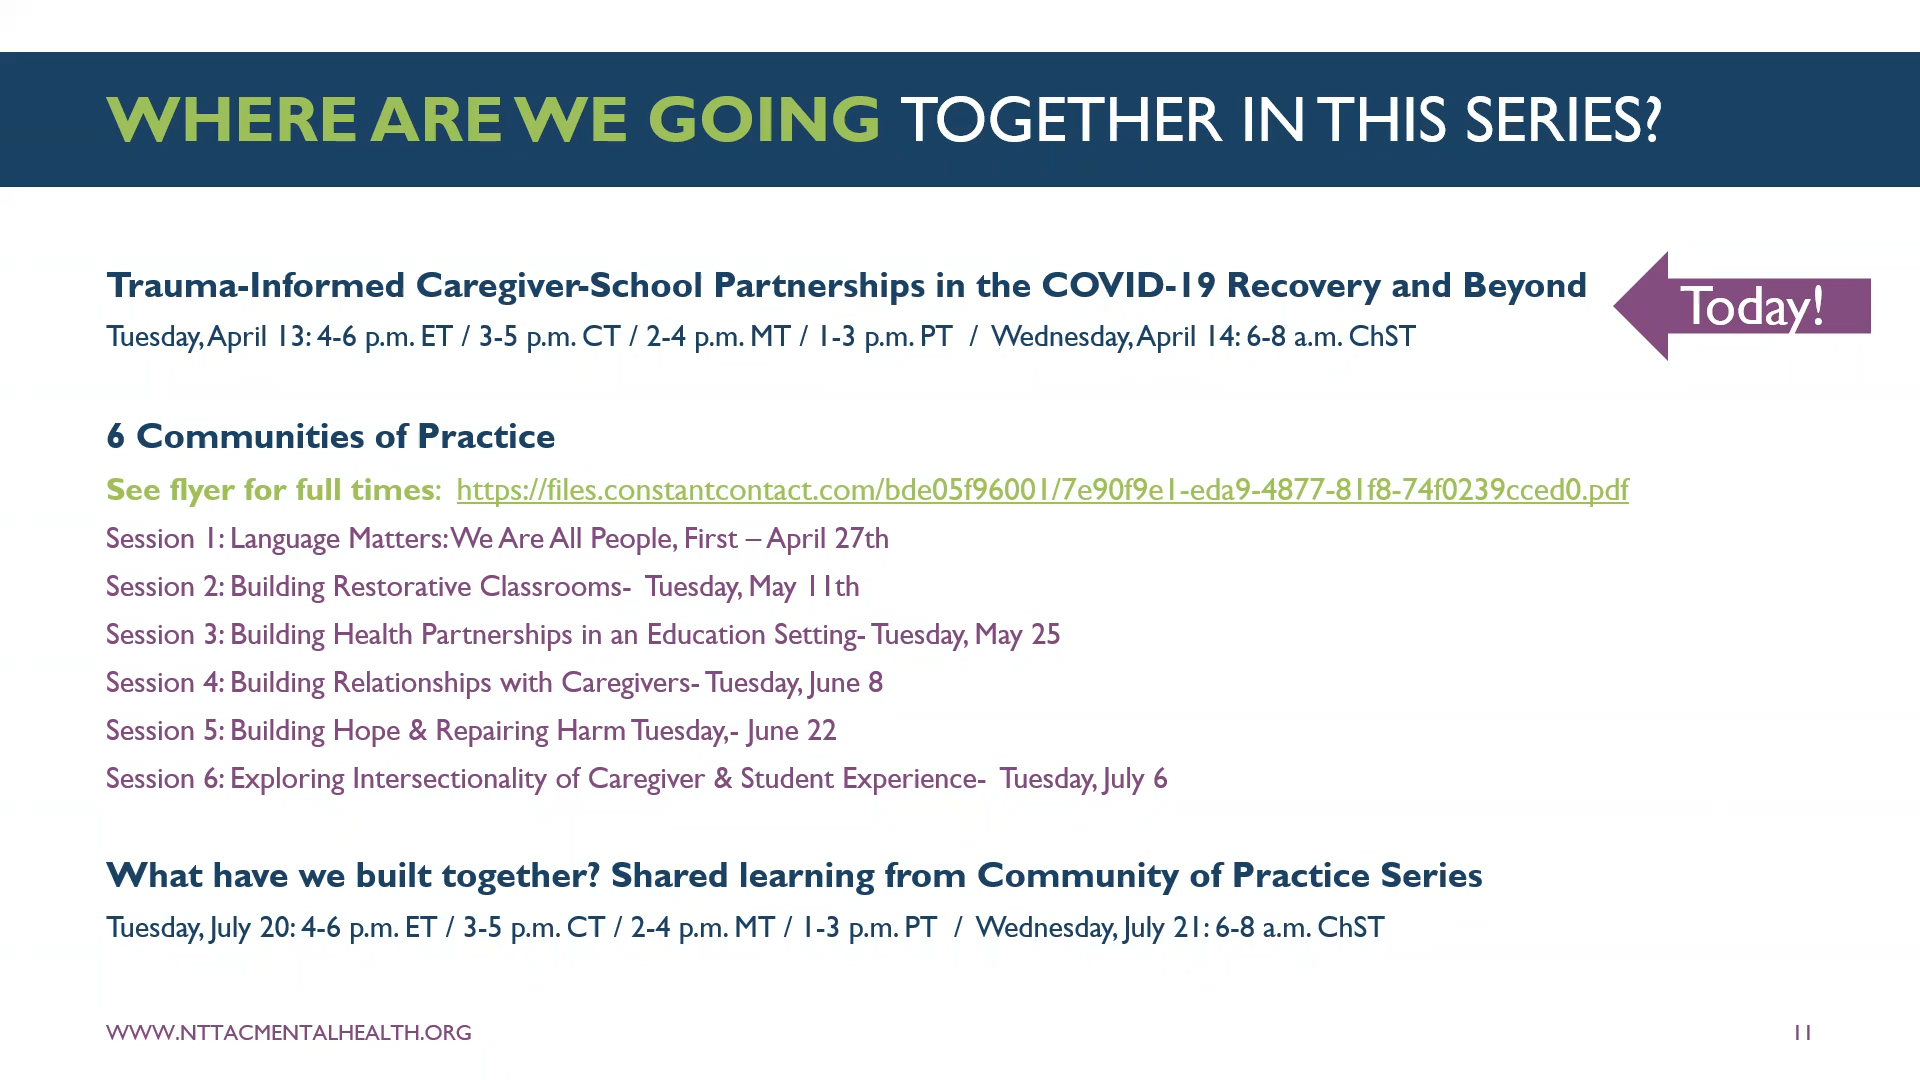 WHERE ARE WE GOING TOGETHER IN THIS SERIES?
Trauma-Informed Caregiver-School Partnerships in the COVID-19 Recovery and Beyond
Today!
Tuesday, April 13: 4-6 p.m. ET / 3-5 p.m. CT / 2-4 p.m. MT / 1-3 p.m. PT / Wednesday, April 14: 6-8 a.m. ChST
6 Communities of Practice
See flyer for full times: https://files.constantcontact.com/bde05f96001/7e90f9e1-eda9-4877-81f8-74f0239cced0.pdf
Session 1: Language Matters: We Are All People, First – April 27th
Session 2: Building Restorative Classrooms- Tuesday, May 11th
Session 3: Building Health Partnerships in an Education Setting- Tuesday, May 25
Session 4: Building Relationships with Caregivers- Tuesday, June 8
Session 5: Building Hope & Repairing Harm Tuesday,- June 22
Session 6: Exploring Intersectionality of Caregiver & Student Experience- Tuesday, July 6
What have we built together? Shared learning from Community of Practice Series
Tuesday, July 20: 4-6 p.m. ET / 3-5 p.m. CT / 2-4 p.m. MT / 1-3 p.m. PT / Wednesday, July 21: 6-8 a.m. ChST
WWW.NTTACMENTALHEALTH.ORG
11